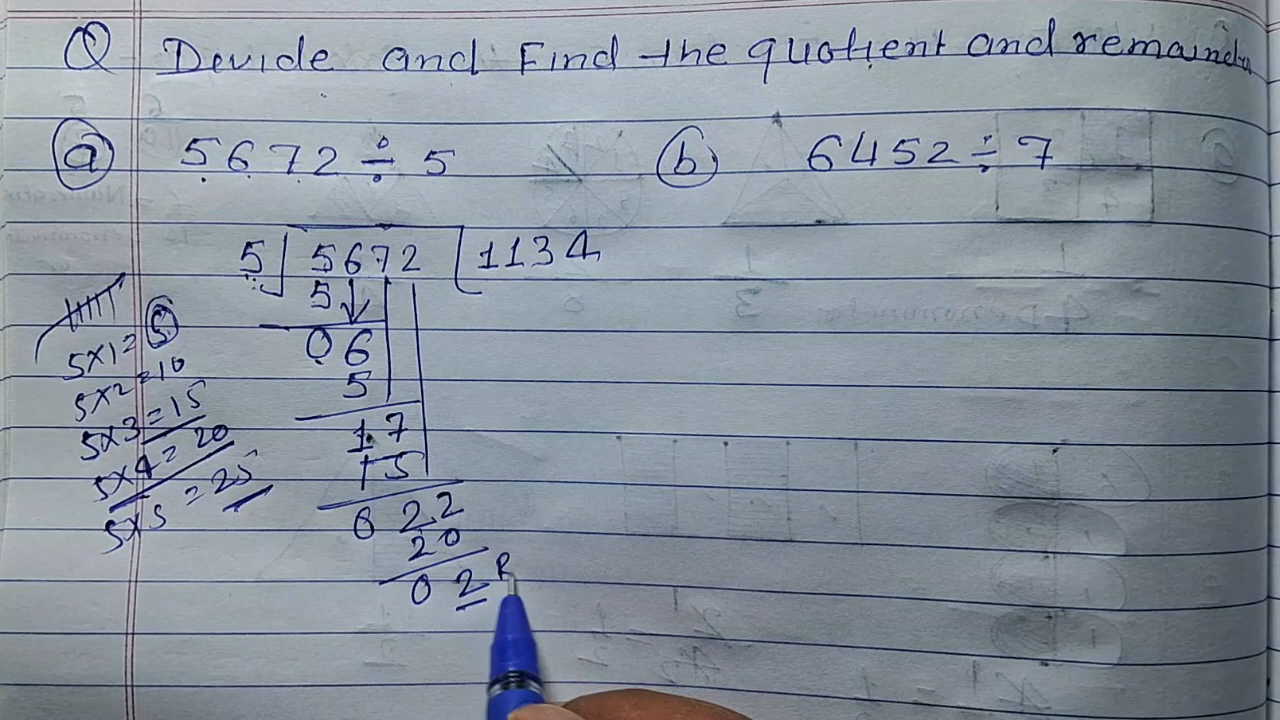 Q Devide and Find the quotient and remainder
a 5672 ÷ 5
b 6452 ÷ 7
5 5672 1134
5
06
5
17
15
022
20
02 R
5×1=5
5×2=10
5×3=15
5×4=20
5×5=25